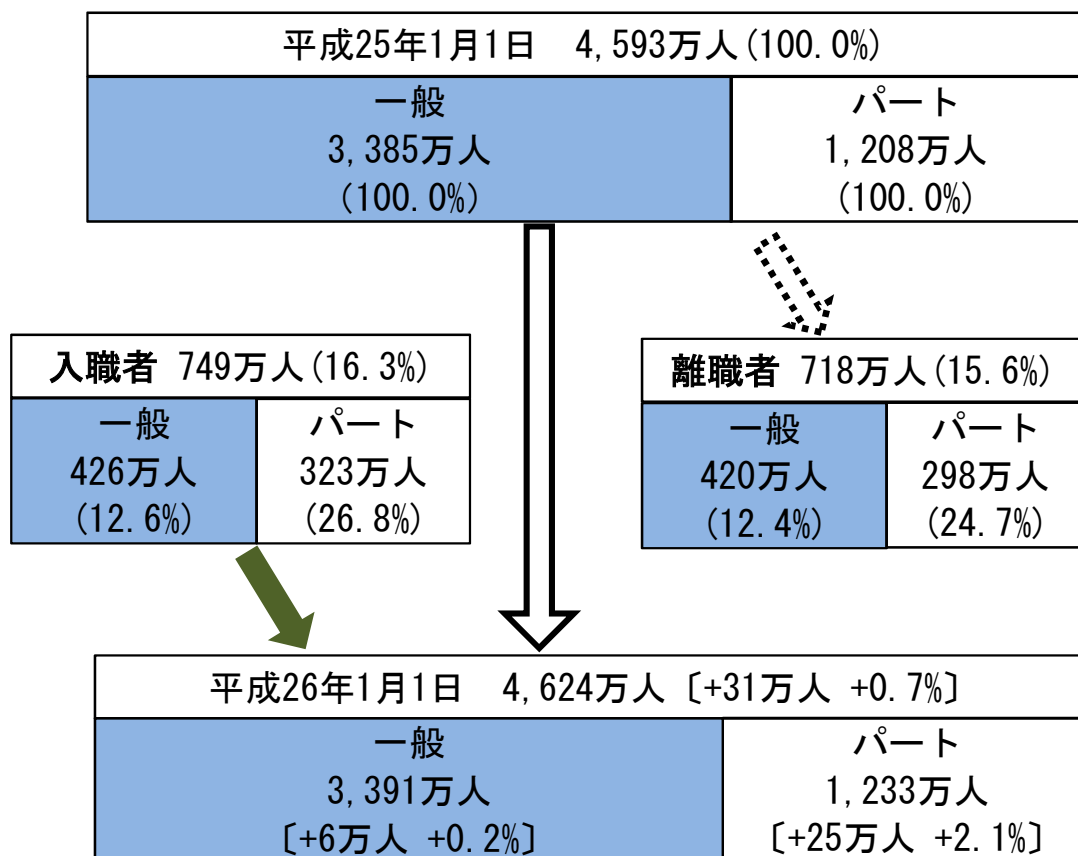 平成25年1月1日　4,593万人(100.0%)
一般
3,385万人
(100.0%)
パート
1,208万人
(100.0%)
入職者 749万人(16.3%)
一般
426万人
(12.6%)
パート
323万人
(26.8%)
離職者 718万人(15.6%)
一般
420万人
(12.4%)
パート
298万人
(24.7%)
平成26年1月1日　4,624万人〔+31万人 +0.7%〕
一般
3,391万人
〔+6万人 +0.2%〕
パート
1,233万人
〔+25万人 +2.1%〕